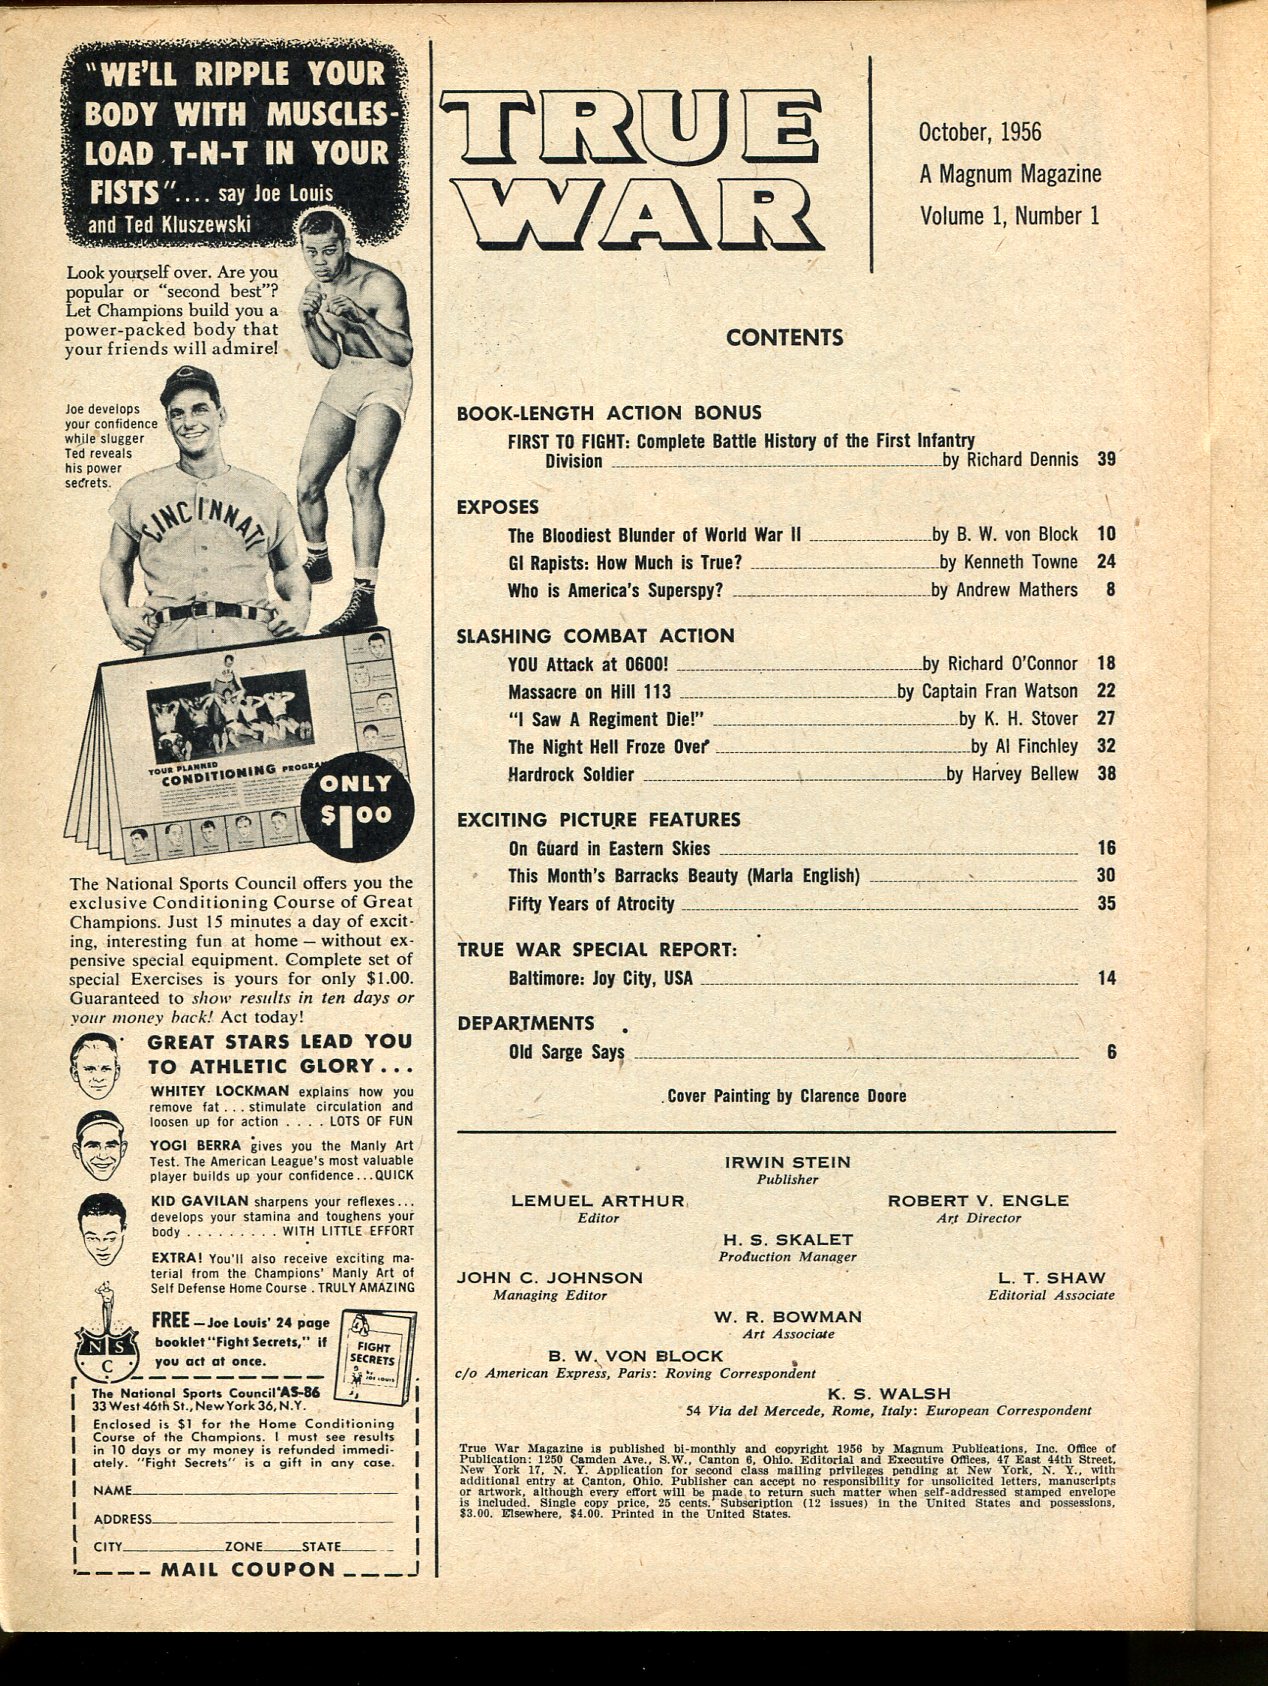 "WE'LL RIPPLE YOUR
BODY WITH MUSCLES-
LOAD T-N-T IN YOUR
FISTS".... say Joe Louis
and Ted Kluszewski
Look yourself over. Are you
popular or "second best"?
Let Champions build you a
power-packed body that
your friends will admire!
Joe develops
your confidence
while slugger
Ted reveals
his power
secrets.
C
CINCINNATI
YOUR PLANNED
CONDITIONING PROGRAM
ONLY
$1.00
The National Sports Council offers you the
exclusive Conditioning Course of Great
Champions. Just 15 minutes a day of excit-
ing, interesting fun at home — without ex-
pensive special equipment. Complete set of
special Exercises is yours for only $1.00.
Guaranteed to show results in ten days or
your money back! Act today!
GREAT STARS LEAD YOU
TO ATHLETIC GLORY...
WHITEY LOCKMAN explains how you
remove fat... stimulate circulation and
loosen up for action .... LOTS OF FUN
YOGI BERRA gives you the Manly Art
Test. The American League's most valuable
player builds up your confidence...QUICK
KID GAVILAN sharpens your reflexes...
develops your stamina and toughens your
body ......... WITH LITTLE EFFORT
EXTRA! You'll also receive exciting ma-
terial from the Champions' Manly Art of
Self Defense Home Course . TRULY AMAZING
FREE — Joe Louis' 24 page
booklet "Fight Secrets," if
you act at once.
N S C
FIGHT
SECRETS
by
JOE LOUIS
The National Sports Council AS-86
33 West 46th St., New York 36, N.Y.
Enclosed is $1 for the Home Conditioning
Course of the Champions. I must see results
in 10 days or my money is refunded immedi-
ately. "Fight Secrets" is a gift in any case.
NAME
ADDRESS
CITY ZONE STATE
MAIL COUPON
TRUE
WAR
October, 1956
A Magnum Magazine
Volume 1, Number 1
CONTENTS
BOOK-LENGTH ACTION BONUS
FIRST TO FIGHT: Complete Battle History of the First Infantry
Division by Richard Dennis 39
EXPOSES
The Bloodiest Blunder of World War II by B. W. von Block 10
GI Rapists: How Much is True? by Kenneth Towne 24
Who is America's Superspy? by Andrew Mathers 8
SLASHING COMBAT ACTION
YOU Attack at 0600! by Richard O'Connor 18
Massacre on Hill 113 by Captain Fran Watson 22
"I Saw A Regiment Die!" by K. H. Stover 27
The Night Hell Froze Over by Al Finchley 32
Hardrock Soldier by Harvey Bellew 38
EXCITING PICTURE FEATURES
On Guard in Eastern Skies 16
This Month's Barracks Beauty (Marla English) 30
Fifty Years of Atrocity 35
TRUE WAR SPECIAL REPORT:
Baltimore: Joy City, USA 14
DEPARTMENTS
Old Sarge Says 6
Cover Painting by Clarence Doore
IRWIN STEIN
Publisher
LEMUEL ARTHUR
Editor
ROBERT V. ENGLE
Art Director
H. S. SKALET
Production Manager
JOHN C. JOHNSON
Managing Editor
L. T. SHAW
Editorial Associate
W. R. BOWMAN
Art Associate
B. W. VON BLOCK
c/o American Express, Paris: Roving Correspondent
K. S. WALSH
54 Via del Mercede, Rome, Italy: European Correspondent
True War Magazine is published bi-monthly and copyright 1956 by Magnum Publications, Inc. Office of
Publication: 1250 Camden Ave., S.W., Canton 6, Ohio. Editorial and Executive Offices, 47 East 44th Street,
New York 17, N. Y. Application for second class mailing privileges pending at New York, N. Y., with
additional entry at Canton, Ohio. Publisher can accept no responsibility for unsolicited letters, manuscripts
or artwork, although every effort will be made to return such matter when self-addressed stamped envelope
is included. Single copy price, 25 cents. Subscription (12 issues) in the United States and possessions,
$3.00. Elsewhere, $4.00. Printed in the United States.